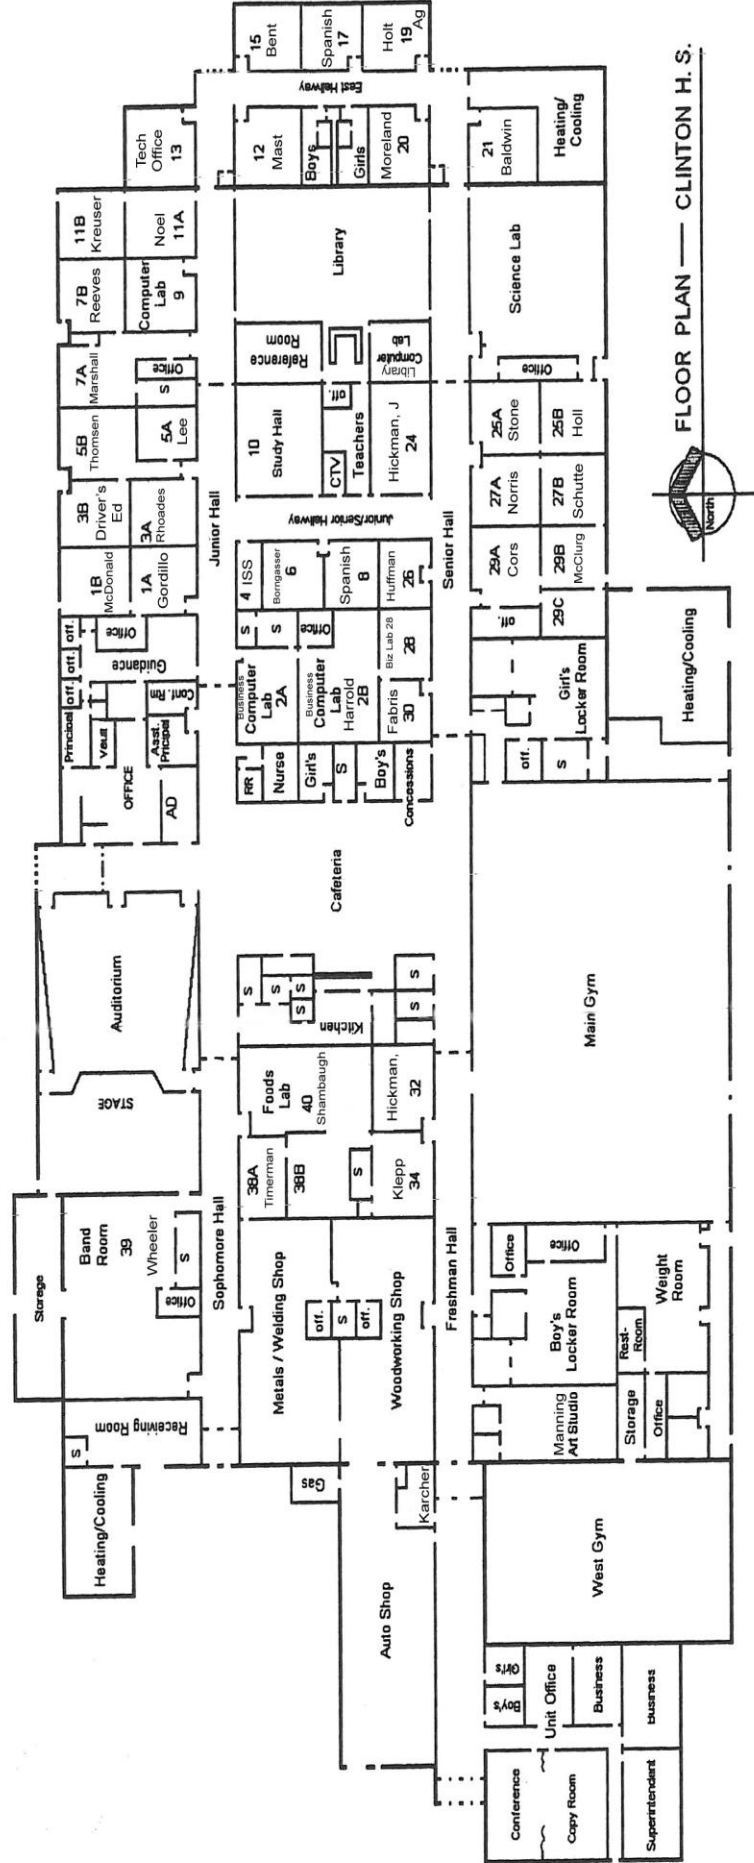 FLOOR PLAN — CLINTON H. S.
North
15
Bent
Spanish
17
Holt
19 Ag
East Hallway
Tech
Office
13
12
Mast
Boys
Girls
Moreland
20
21
Baldwin
Heating/
Cooling
11B
Kreuser
Noel
11A
7B
Reeves
Computer
Lab
9
Library
Science Lab
7A
Marshall
Office
S
Reference
Room
Library
Computer
Lab
Office
5B
Thomsen
5A
Lee
10
Study Hall
off.
CTV
Teachers
Hickman, J
24
25A
Stone
25B
Holl
3B
Driver's
Ed
3A
Rhoades
Junior Hall
Junior/Senior Hallway
Senior Hall
27A
Norris
27B
Schutte
1B
McDonald
1A
Gordillo
4 ISS
Borngasser
6
Spanish
8
Huffman
26
29A
Cors
29B
McClurg
off.
off.
off.
Office
Guidance
S
S
Office
Biz Lab 28
28
off.
29C
Principal
Vault
Conf. Rm
Asst.
Pricipal
Business
Computer
Lab
2A
Business
Computer
Lab
Harrold
2B
Fabris
30
Girl's
Locker Room
Heating/Cooling
OFFICE
AD
RR
Nurse
Girl's
S
Boy's
Concessions
off.
S
Cafeteria
Auditorium
STAGE
S
S
S
S
S
S
Kitchen
Main Gym
Foods
Lab
40
Shambaugh
Hickman,
32
38A
Timerman
38B
S
Klepp
34
Storage
Band
Room
39
Wheeler
S
Office
Sophomore Hall
Metals / Welding Shop
off.
S
off.
Woodworking Shop
Freshman Hall
Office
Office
Boy's
Locker Room
Weight
Room
Rest-
Room
Receiving Room
S
Manning
Art Studio
Storage
Office
Heating/Cooling
Gas
Karcher
Auto Shop
West Gym
Girl's
Boy's
Unit Office
Business
Business
Conference
Copy Room
Superintendent